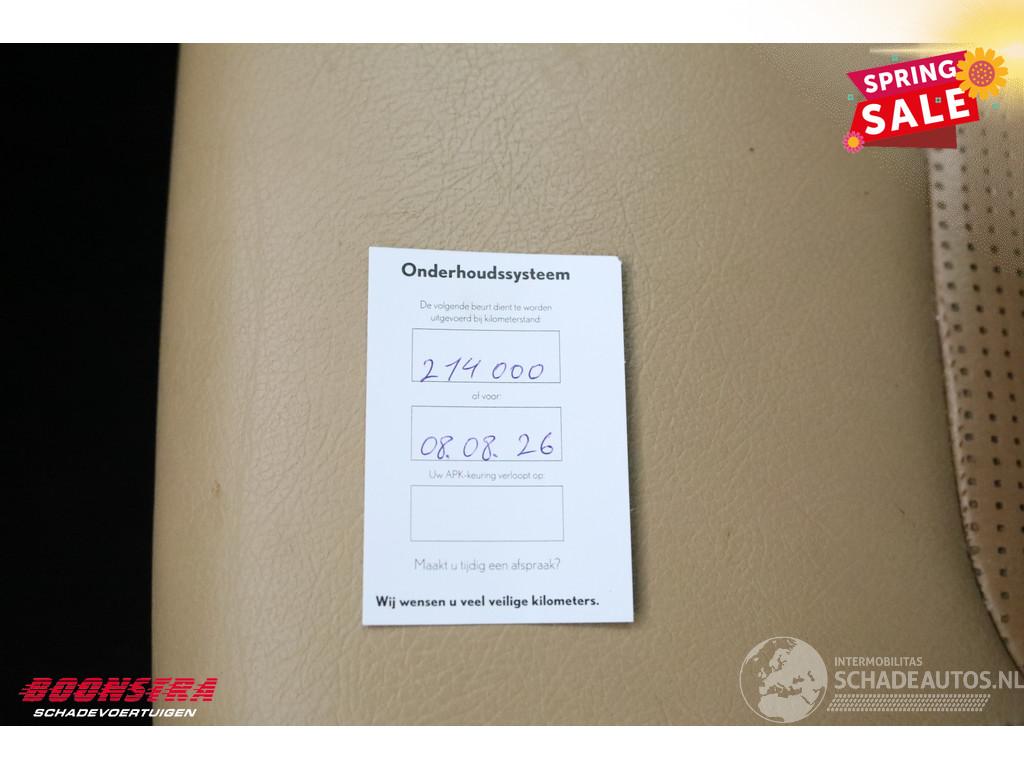 SPRING
SALE
Onderhoudssysteem
De volgende beurt dient te worden
uitgevoerd bij kilometerstand:
214 000
of voor:
08.08.26
Uw APK-keuring verloopt op:
Maakt u tijdig een afspraak?
Wij wensen u veel veilige kilometers.
BOONSTRA
SCHADEVOERTUIGEN
INTERMOBILITAS
SCHADEAUTOS.NL